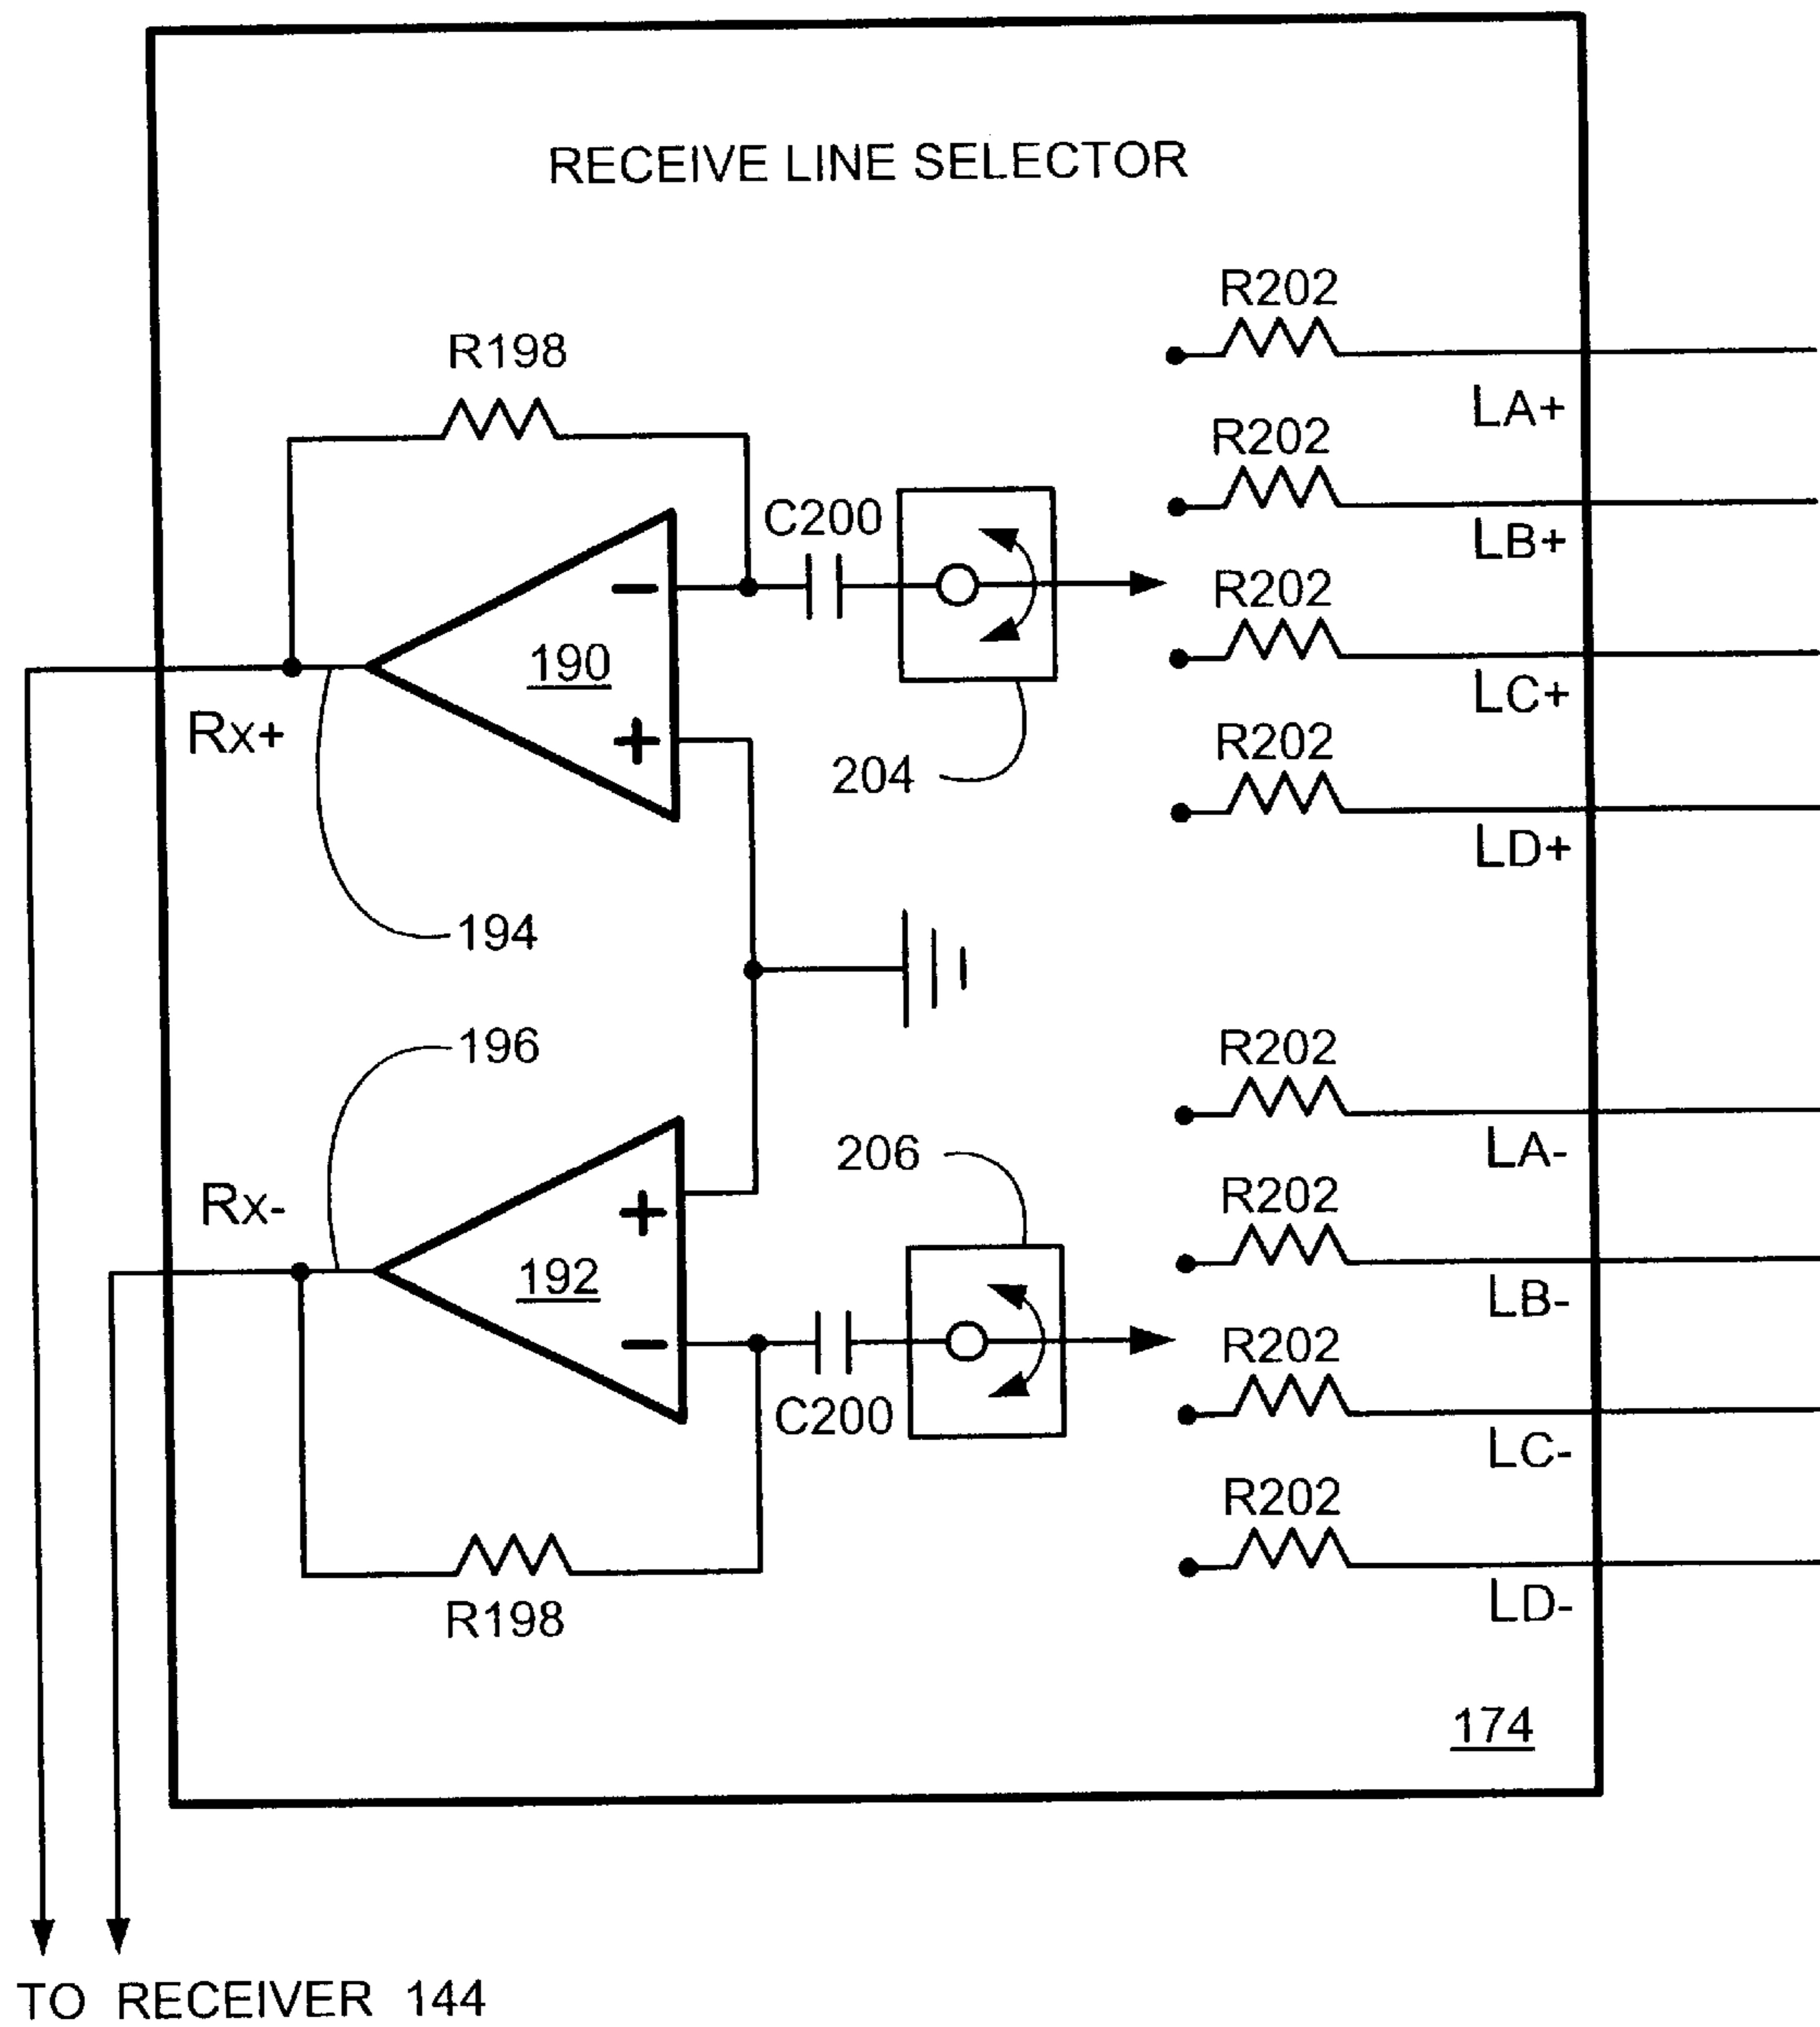 RECEIVE LINE SELECTOR
R202
LA+
R198
R202
LB+
C200
R202
LC+
190
Rx+
204
R202
LD+
194
196
R202
LA-
206
R202
LB-
Rx-
192
R202
LC-
C200
R202
LD-
R198
174
TO RECEIVER 144